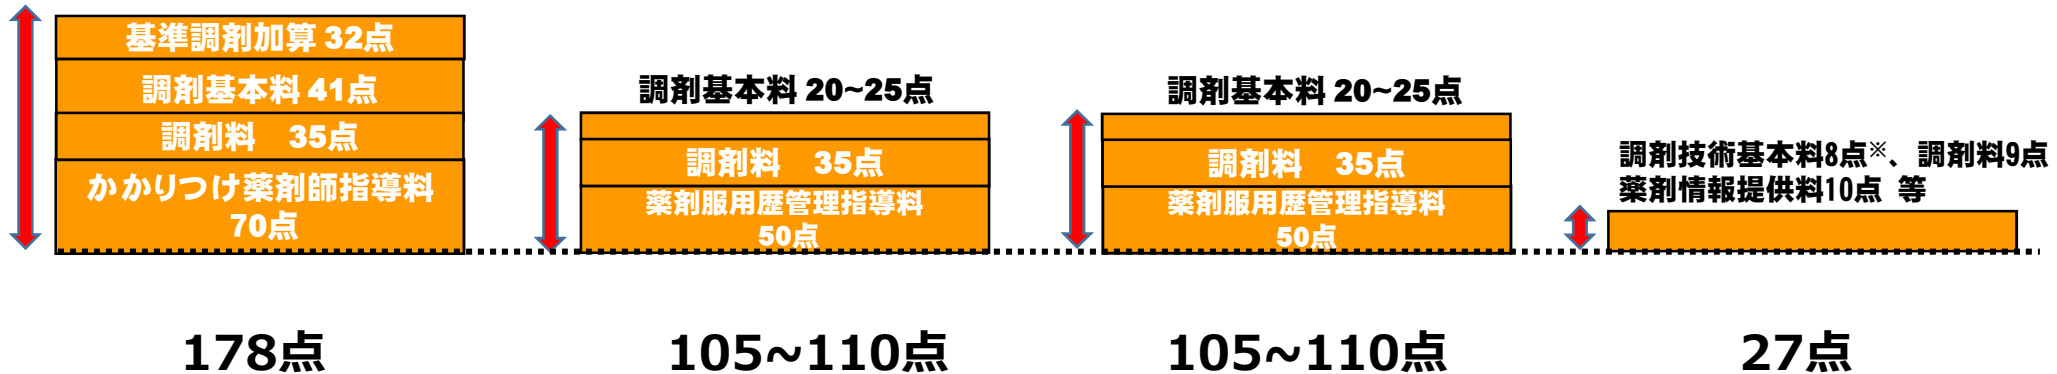 基準調剤加算 32点
調剤基本料 41点
調剤料　35点
かかりつけ薬剤師指導料
70点
調剤基本料 20~25点
調剤料　35点
薬剤服用歴管理指導料
50点
調剤基本料 20~25点
調剤料　35点
薬剤服用歴管理指導料
50点
調剤技術基本料8点※、調剤料9点
薬剤情報提供料10点 等
178点
105~110点
105~110点
27点